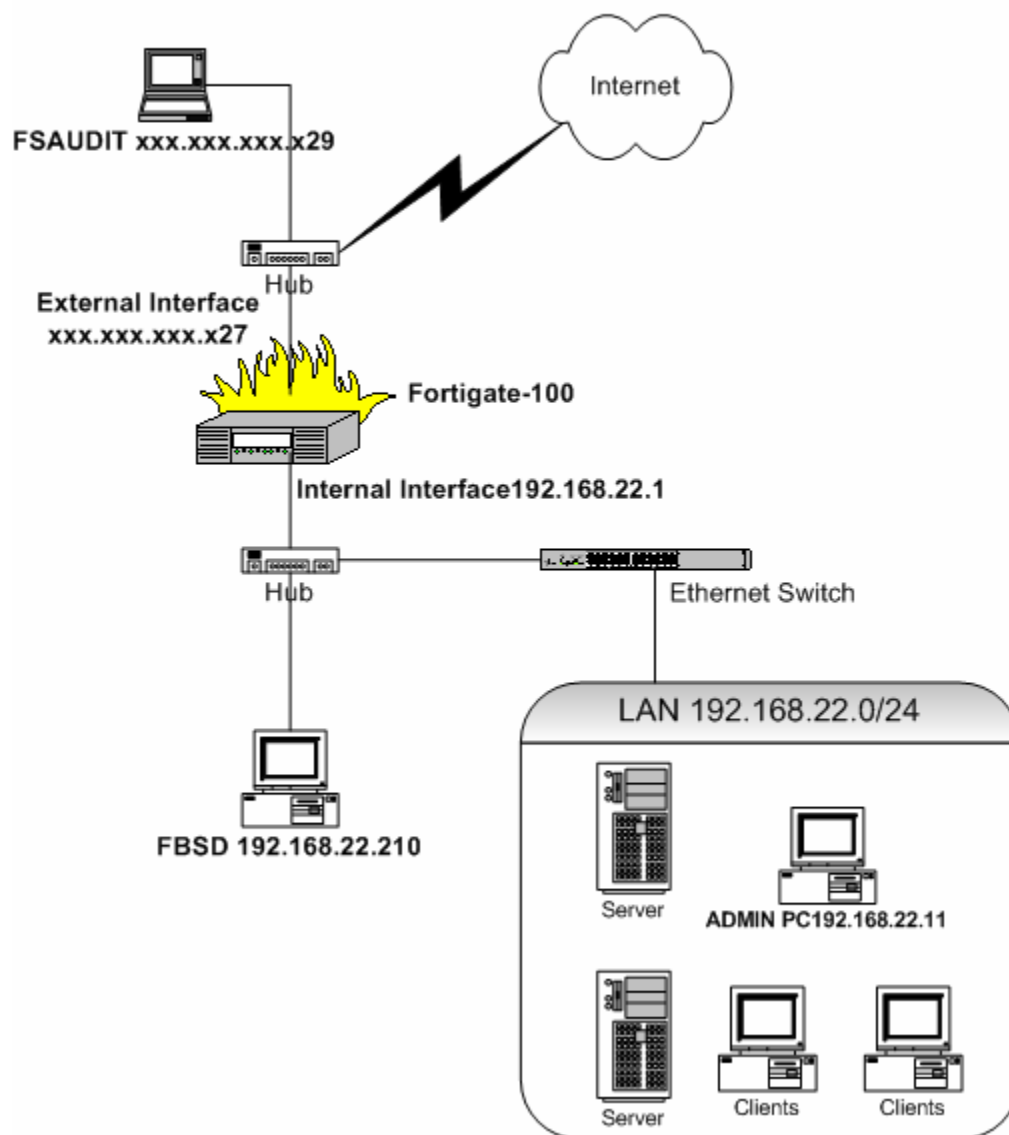 Internet
FSAUDIT xxx.xxx.xxx.x29
Hub
External Interface
xxx.xxx.xxx.x27
Fortigate-100
Internal Interface192.168.22.1
Hub
Ethernet Switch
LAN 192.168.22.0/24
FBSD 192.168.22.210
Server
ADMIN PC192.168.22.11
Server
Clients
Clients